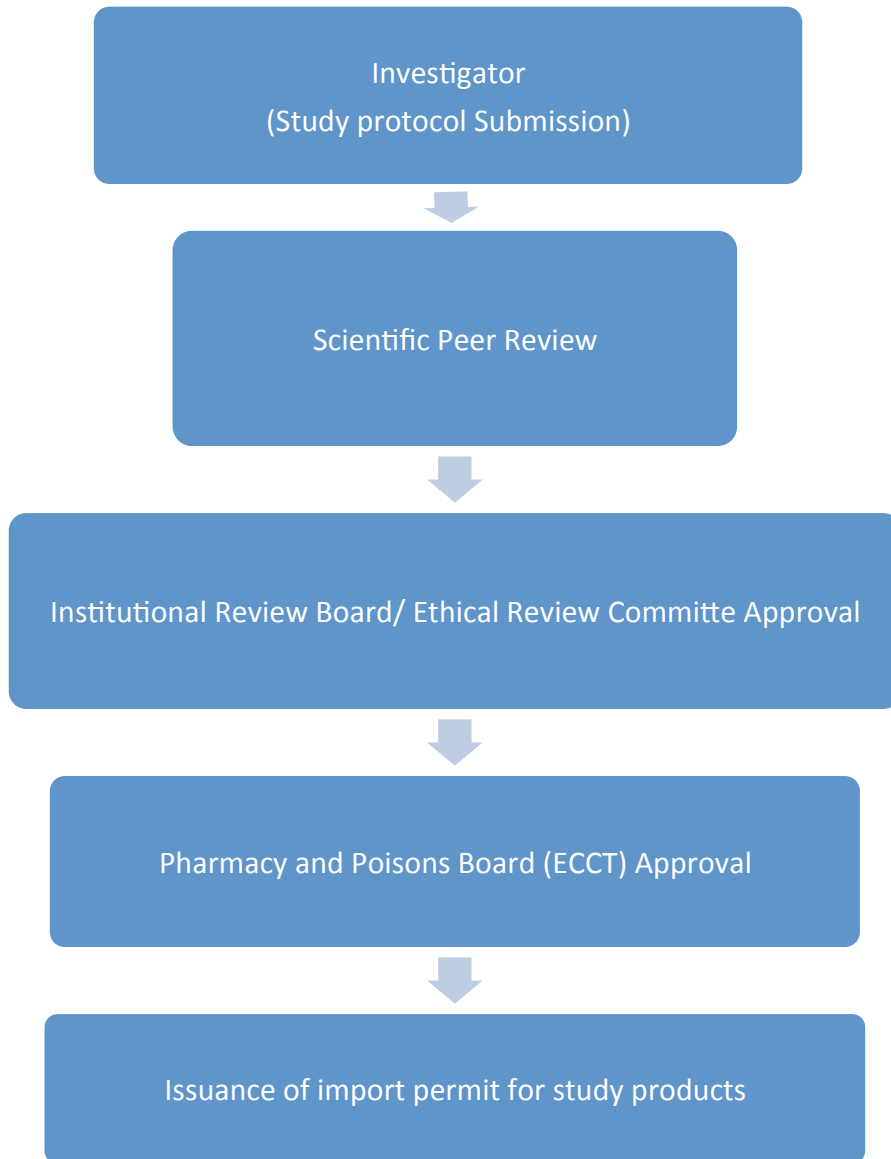 Investigator
(Study protocol Submission)
Scientific Peer Review
Institutional Review Board/ Ethical Review Committe Approval
Pharmacy and Poisons Board (ECCT) Approval
Issuance of import permit for study products